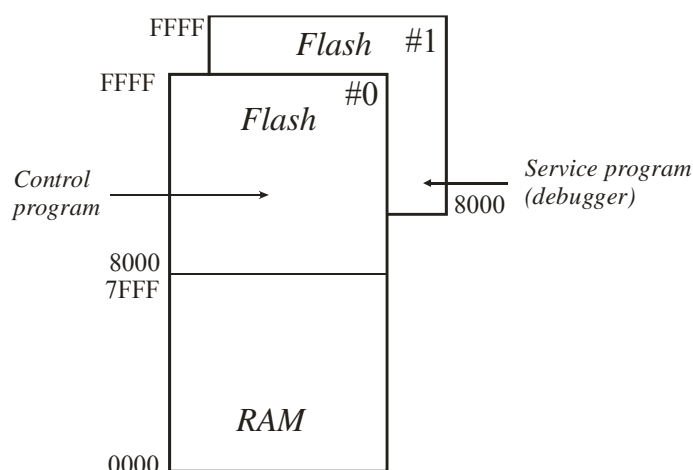 FFFF
Flash #1
FFFF
#0
Flash
Control
program
Service program
(debugger)
8000
8000
7FFF
RAM
0000